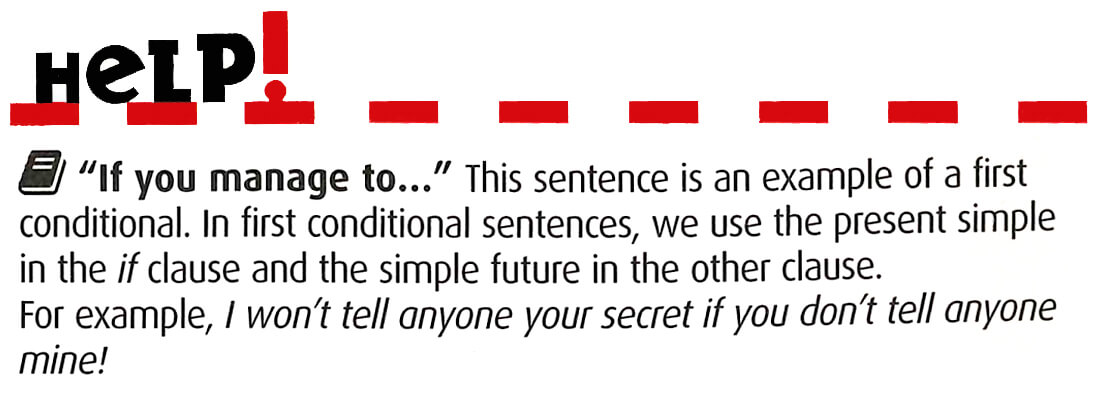 HeLP!
“If you manage to...” This sentence is an example of a first
conditional. In first conditional sentences, we use the present simple
in the if clause and the simple future in the other clause.
For example, I won’t tell anyone your secret if you don’t tell anyone
mine!